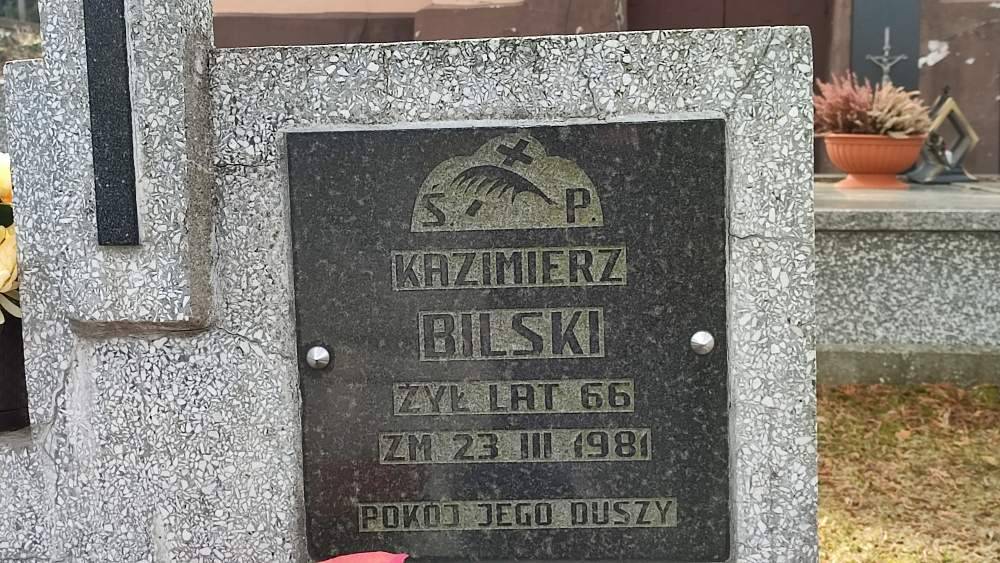 Ś. P.
KAZIMIERZ
BILSKI
ŻYŁ LAT 66
ZM 23 III 1981
POKÓJ JEGO DUSZY